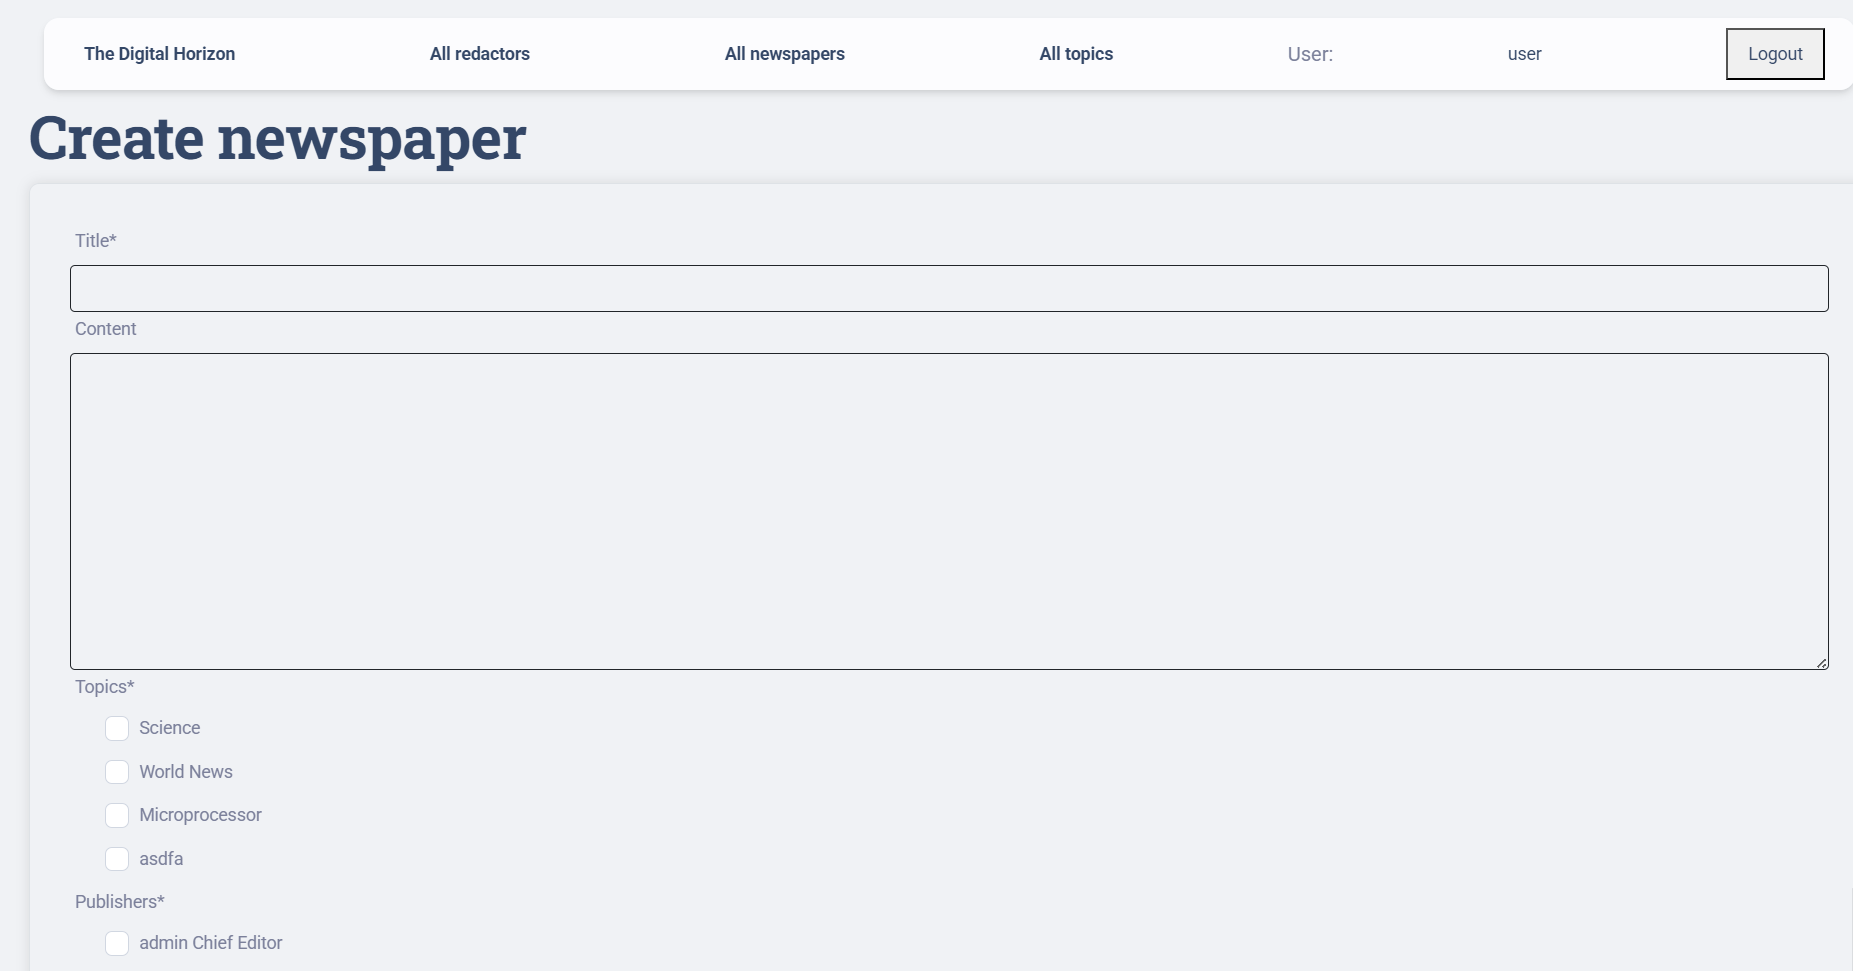 The Digital Horizon All redactors All newspapers All topics User: user Logout
Create newspaper
Title*
Content
Topics*
Science
World News
Microprocessor
asdfa
Publishers*
admin Chief Editor